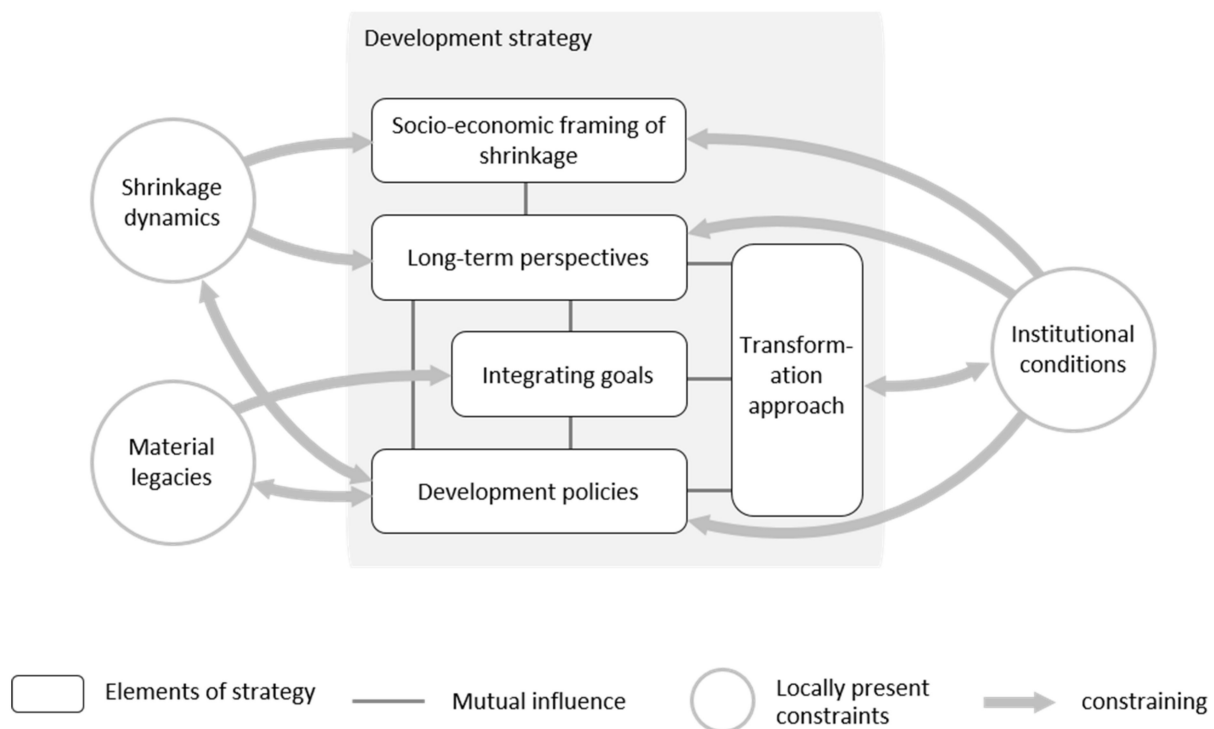 Development strategy
Socio-economic framing of
shrinkage
Shrinkage
dynamics
Long-term perspectives
Transform-
ation
approach
Institutional
conditions
Integrating goals
Material
legacies
Development policies
Elements of strategy
Mutual influence
Locally present
constraints
constraining